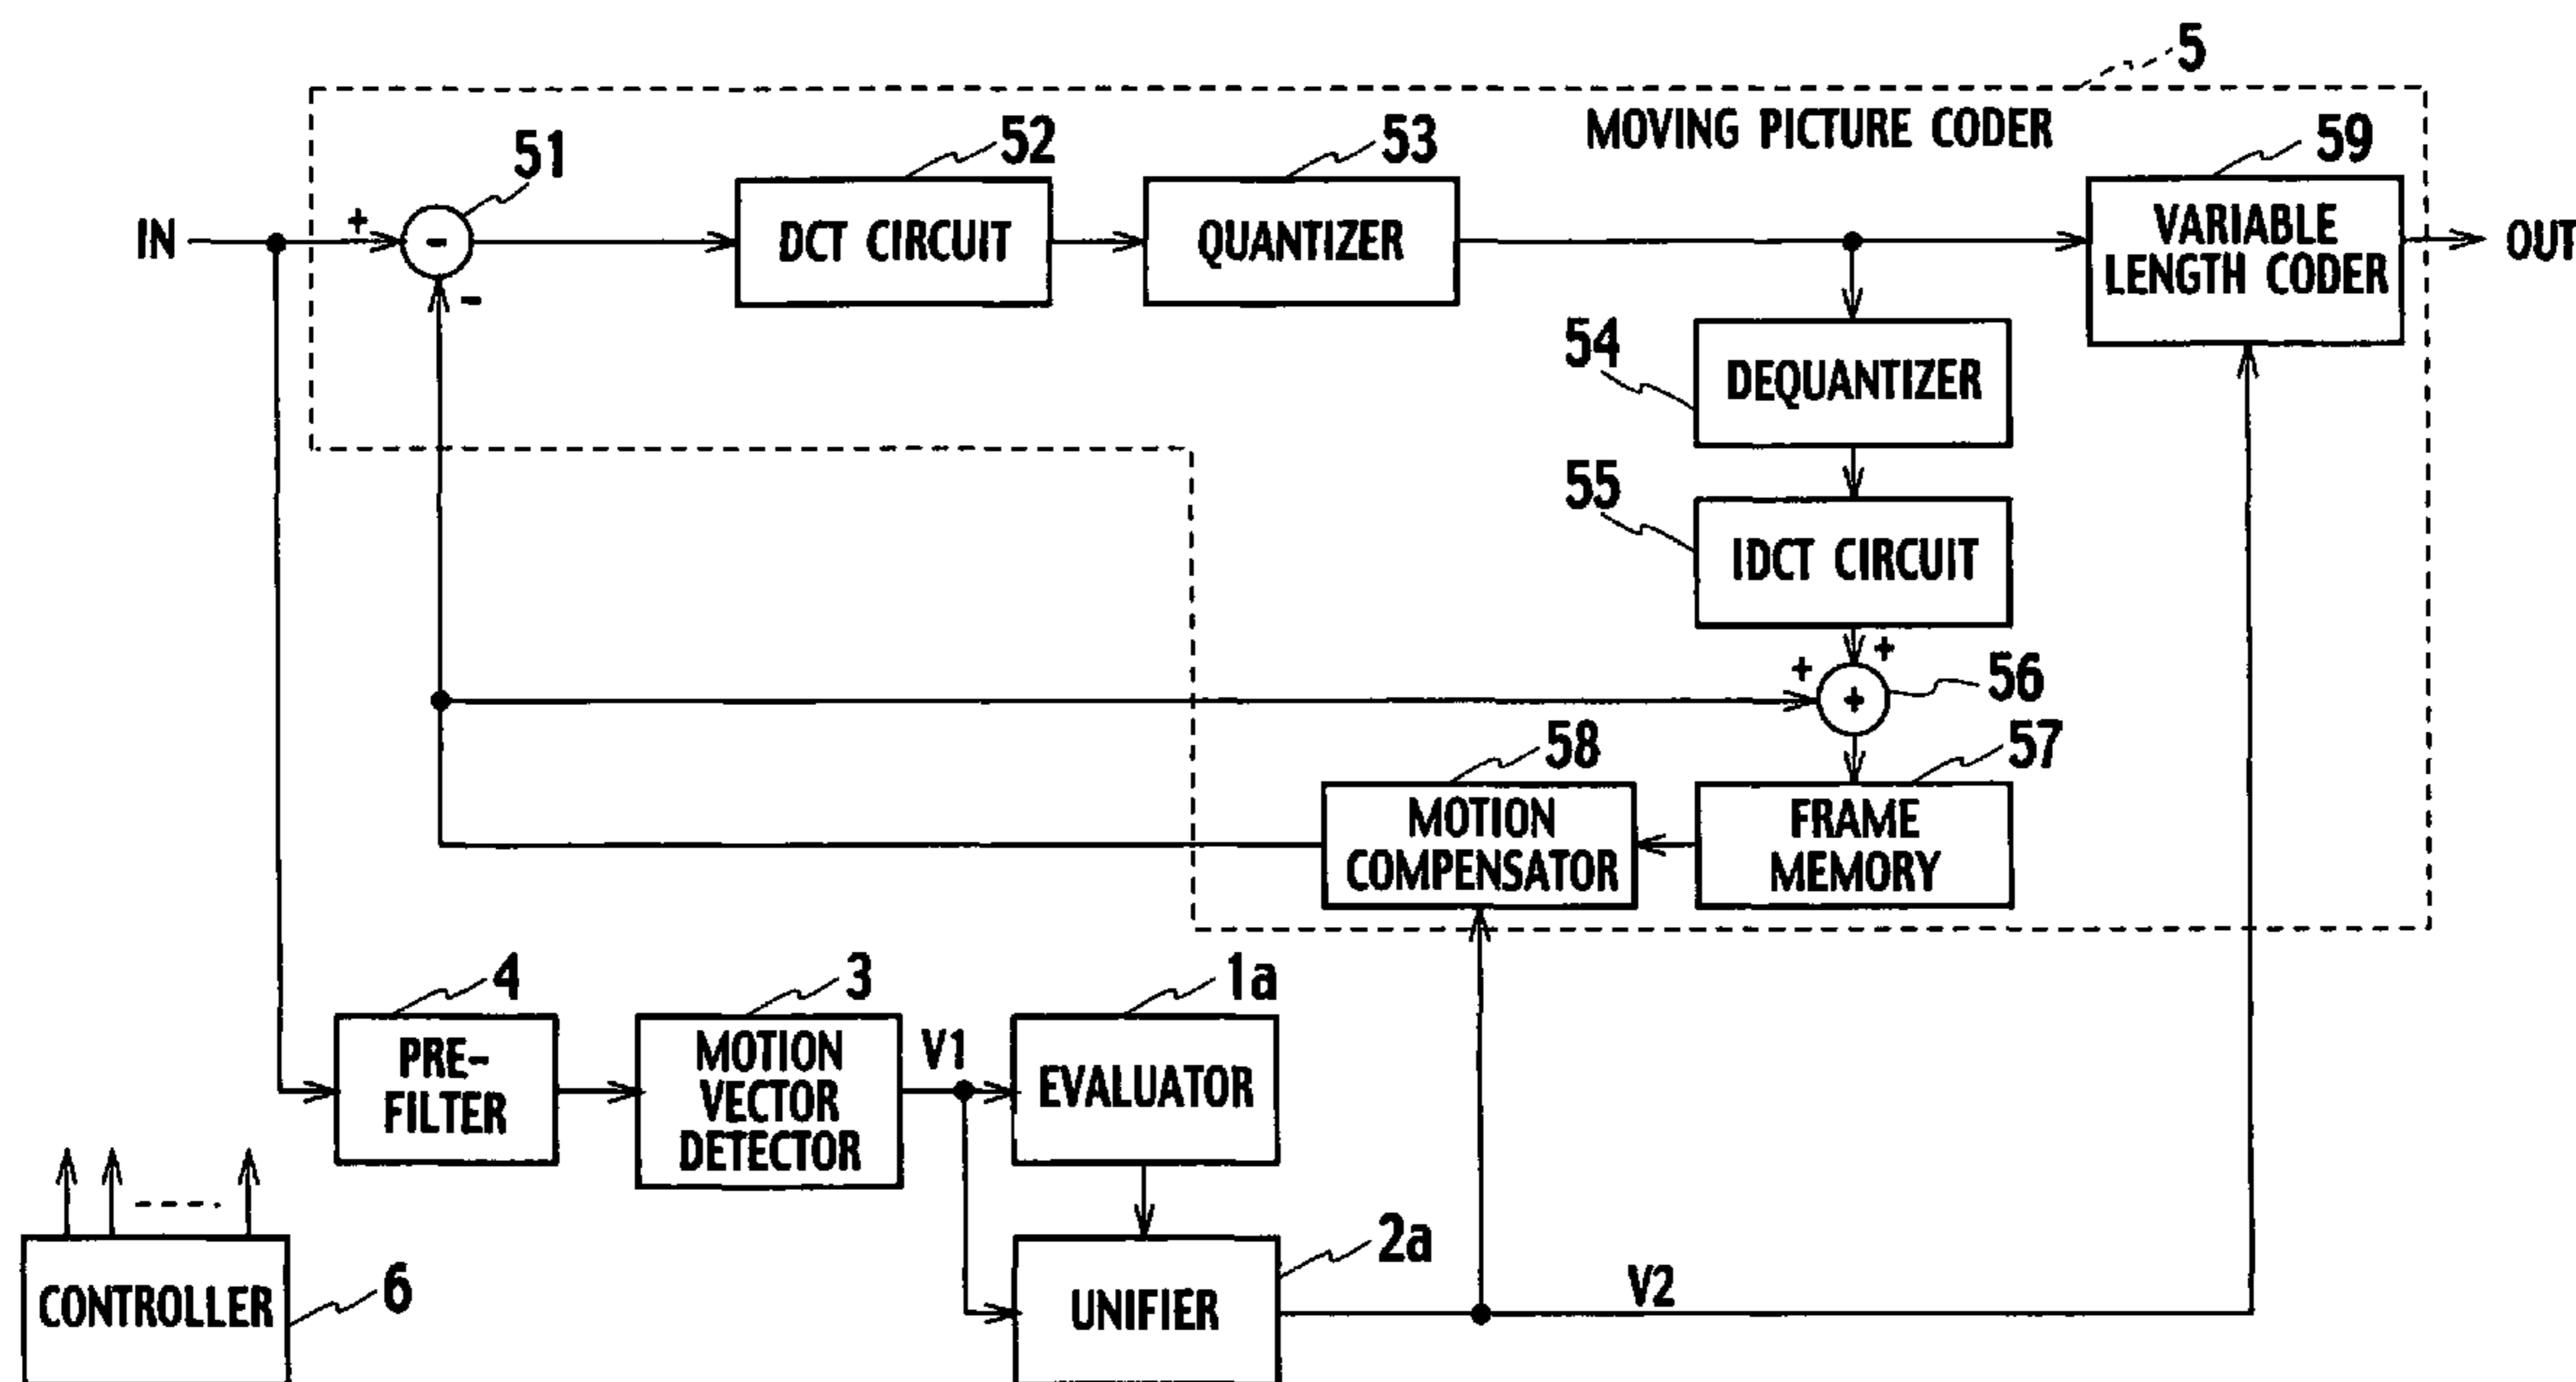 5
MOVING PICTURE CODER
51
52
53
59
IN
+
-
-
DCT CIRCUIT
QUANTIZER
VARIABLE
LENGTH CODER
OUT
54
DEQUANTIZER
55
IDCT CIRCUIT
+
+
+
56
58
57
MOTION
COMPENSATOR
FRAME
MEMORY
4
3
1a
PRE-
FILTER
MOTION
VECTOR
DETECTOR
V1
EVALUATOR
CONTROLLER
6
UNIFIER
2a
V2